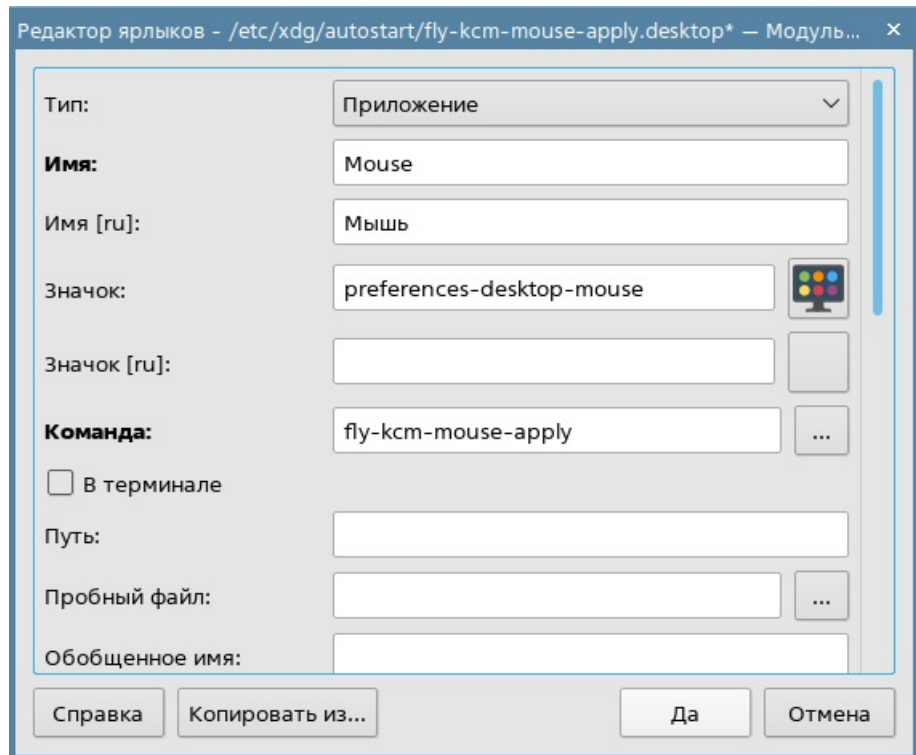 Редактор ярлыков - /etc/xdg/autostart/fly-kcm-mouse-apply.desktop* — Модуль...
Тип: Приложение
Имя: Mouse
Имя [ru]: Мышь
Значок: preferences-desktop-mouse
Значок [ru]:
Команда: fly-kcm-mouse-apply ...
В терминале
Путь:
Пробный файл: ...
Обобщенное имя:
Справка Копировать из... Да Отмена